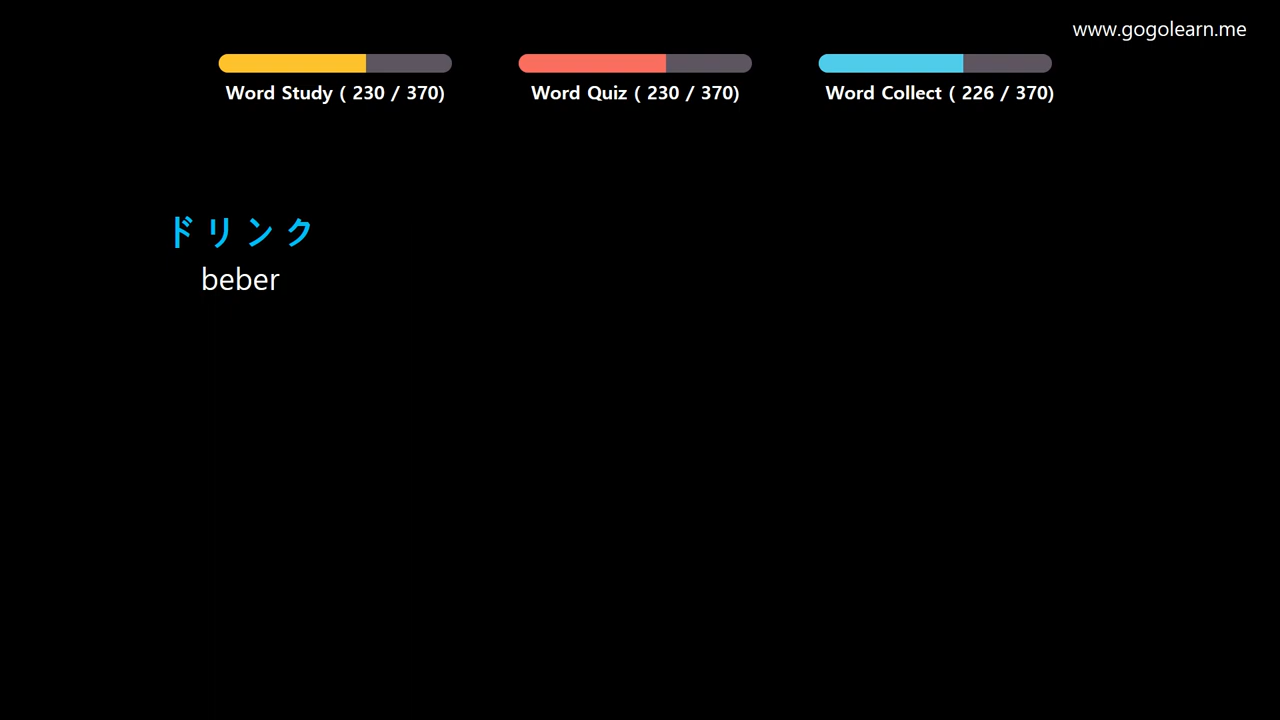 www.gogolearn.me
Word Study ( 230 / 370)
Word Quiz ( 230 / 370)
Word Collect ( 226 / 370)
ドリンク
beber